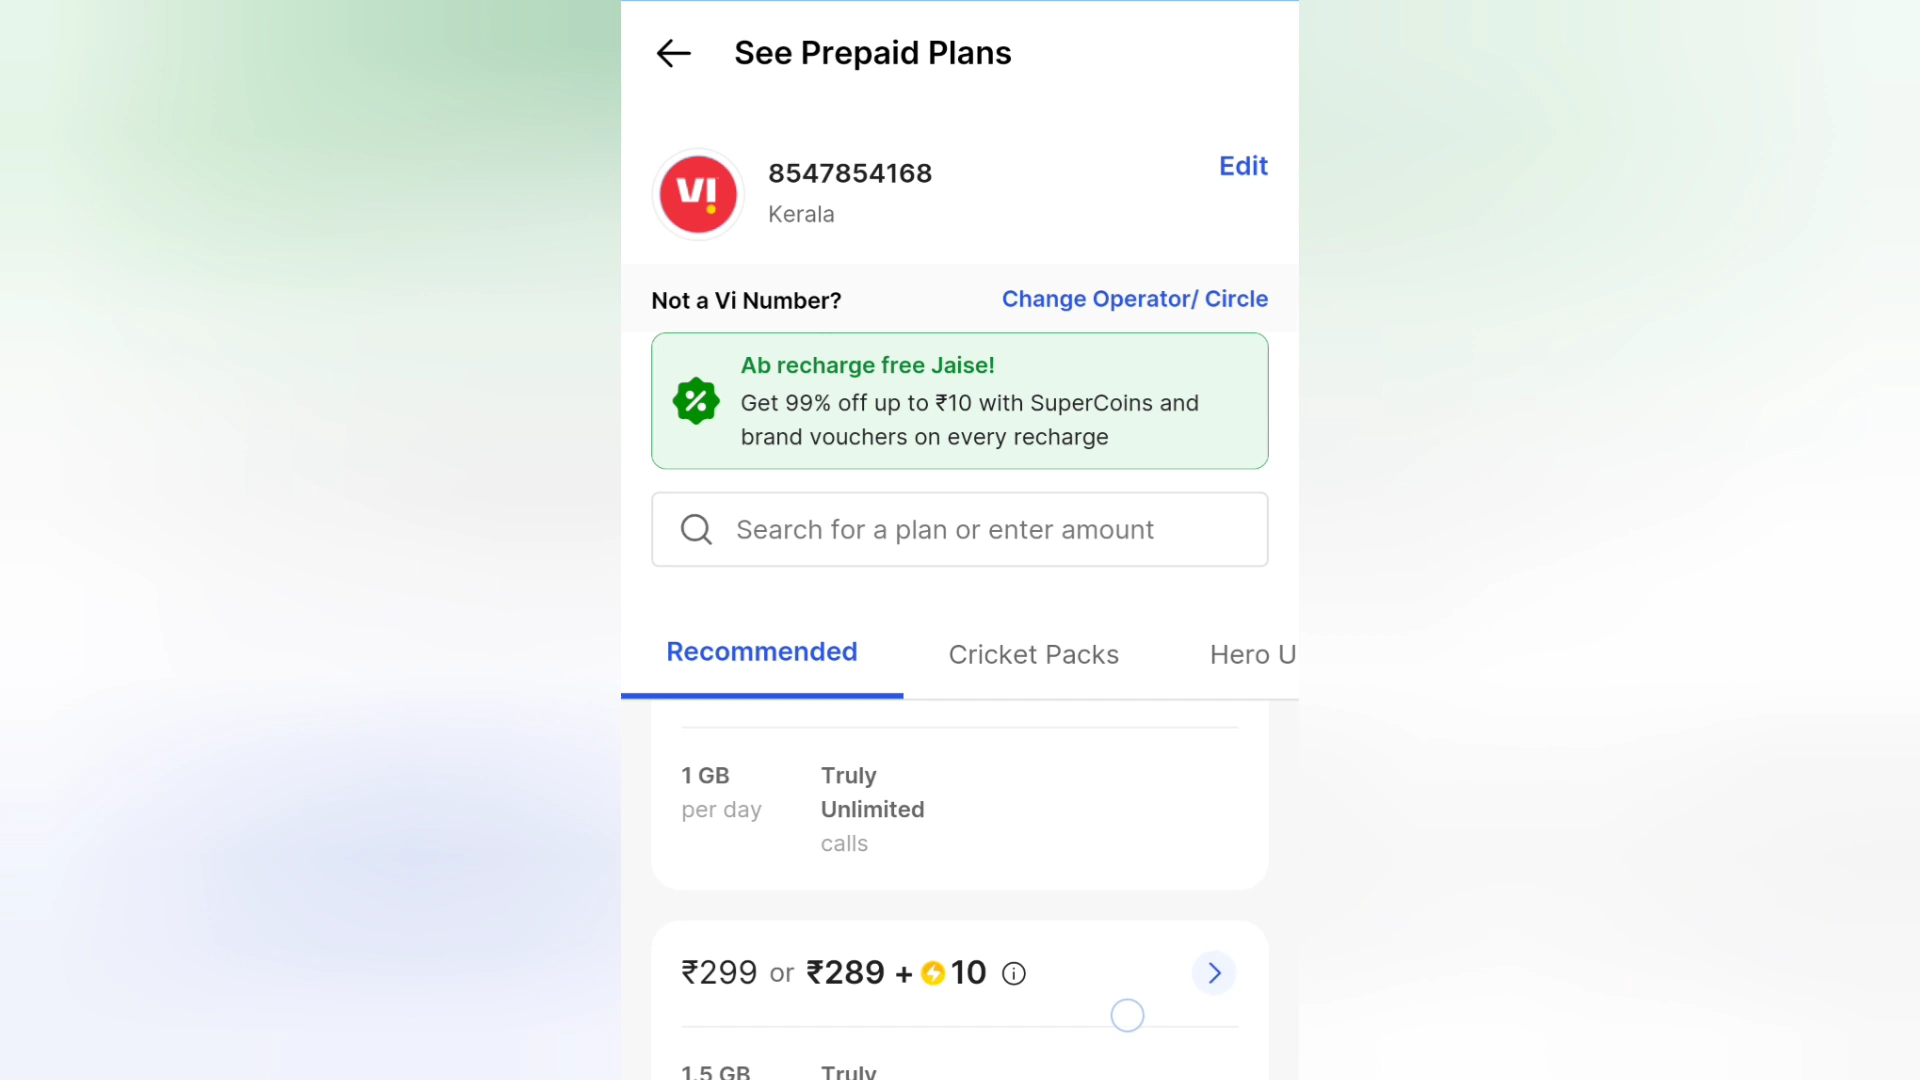 See Prepaid Plans
VI
8547854168
Edit
Kerala
Not a Vi Number?
Change Operator/ Circle
Ab recharge free Jaise!
Get 99% off up to ₹10 with SuperCoins and
brand vouchers on every recharge
Search for a plan or enter amount
Recommended
Cricket Packs
Hero U
1 GB
per day
Truly
Unlimited
calls
₹299 or ₹289 + 10
1.5 GB
Truly